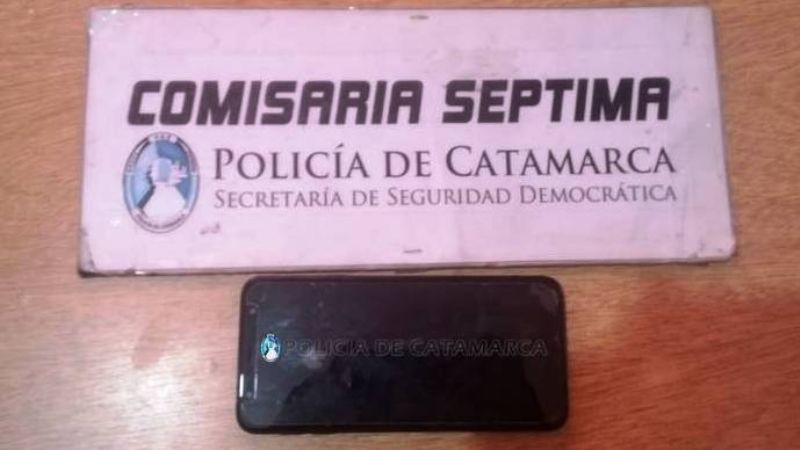 COMISARIA SEPTIMA
POLICÍA DE CATAMARCA
SECRETARÍA DE SEGURIDAD DEMOCRÁTICA
POLICIA DE CATAMARCA